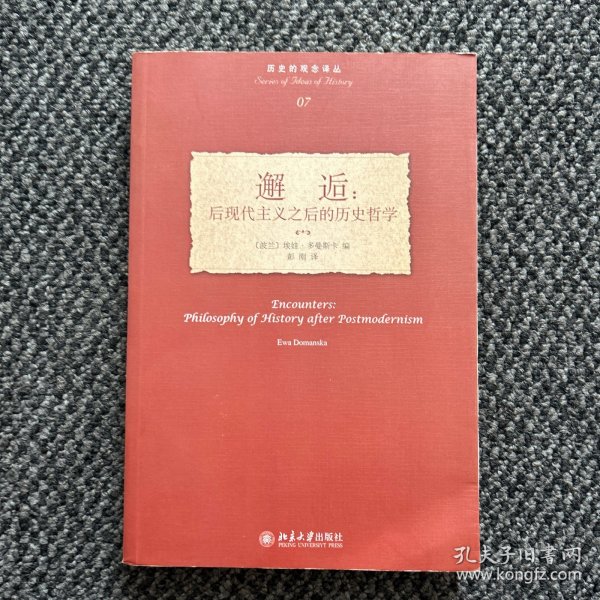 历史的观念译丛
Series of Ideas of History
07
邂逅：
后现代主义之后的历史哲学
〔波兰〕埃娃·多曼斯卡 编
彭刚 译
Encounters:
Philosophy of History after Postmodernism
Ewa Domanska
北京大学出版社
PEKING UNIVERSITY PRESS
孔夫子旧书网
www.kongfz.com